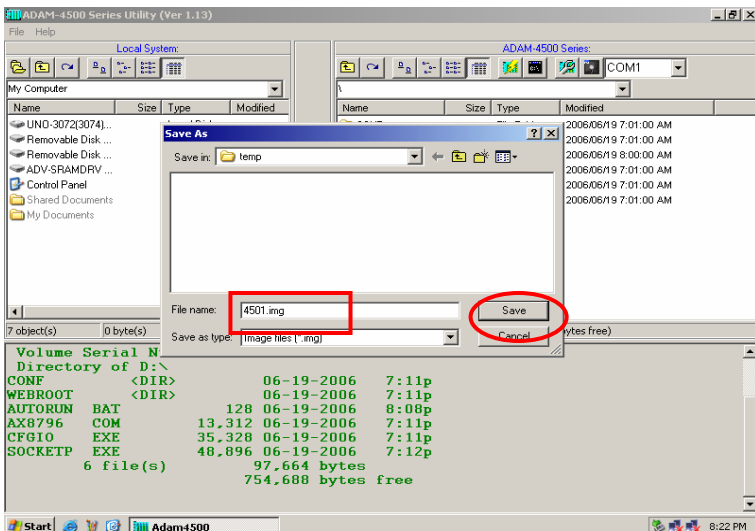 ADAM-4500 Series Utility (Ver 1.13)
File Help
Local System:
ADAM-4500 Series:
COM1
My Computer
\
Name Size Type Modified
Name Size Type Modified
UNO-3072(3074)...
Removable Disk ...
Removable Disk ...
ADV-SRAMDRV ...
Control Panel
Shared Documents
My Documents
2006/06/19 7:01:00 AM
2006/06/19 7:01:00 AM
2006/06/19 8:00:00 AM
2006/06/19 7:01:00 AM
2006/06/19 7:01:00 AM
2006/06/19 7:01:00 AM
Save As
Save in: temp
File name: 4501.img
Save
Save as type: Image files (*.img)
Cancel
7 object(s) 0 byte(s)
bytes free)
Volume Serial N
Directory of D:\
CONF <DIR> 06-19-2006 7:11p
WEBROOT <DIR> 06-19-2006 7:11p
AUTORUN BAT 128 06-19-2006 8:08p
AX8796 COM 13,312 06-19-2006 7:11p
CFGIO EXE 35,328 06-19-2006 7:11p
SOCKETP EXE 48,896 06-19-2006 7:12p
6 file(s) 97,664 bytes
754,688 bytes free
Start Adam4500 8:22 PM